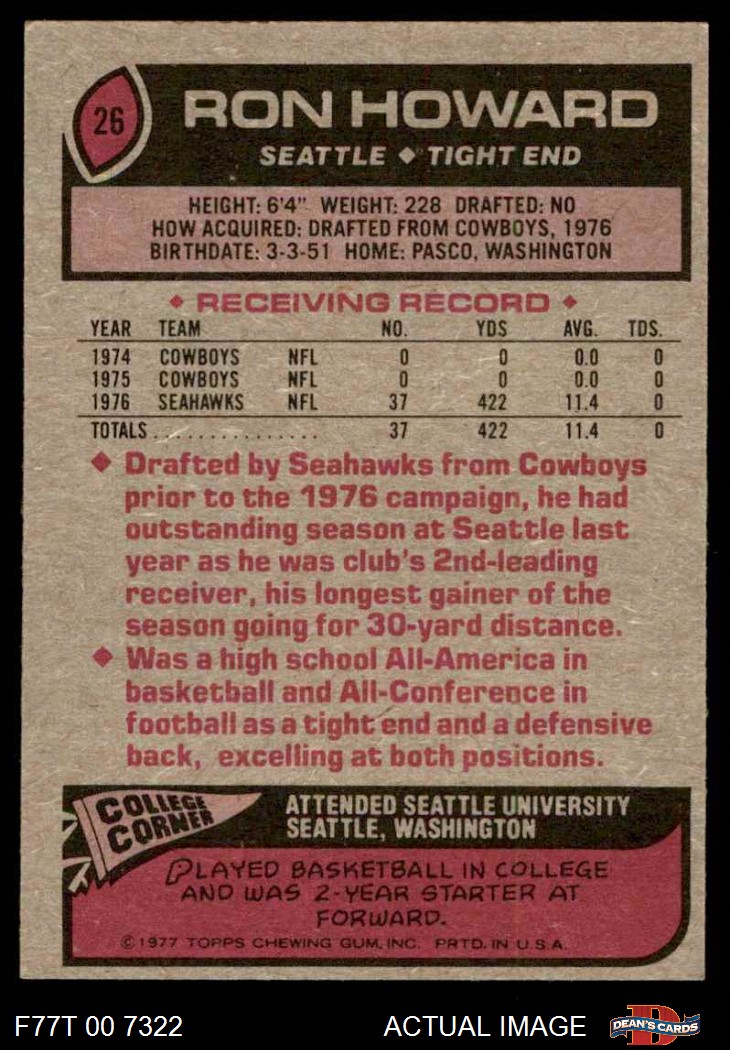 26
RON HOWARD
SEATTLE ◆ TIGHT END
HEIGHT: 6'4" WEIGHT: 228 DRAFTED: NO
HOW ACQUIRED: DRAFTED FROM COWBOYS, 1976
BIRTHDATE: 3-3-51 HOME: PASCO, WASHINGTON
◆ RECEIVING RECORD ◆
YEAR TEAM NO. YDS AVG. TDS.
1974 COWBOYS NFL 0 0 0.0 0
1975 COWBOYS NFL 0 0 0.0 0
1976 SEAHAWKS NFL 37 422 11.4 0
TOTALS ............... 37 422 11.4 0
◆ Drafted by Seahawks from Cowboys
prior to the 1976 campaign, he had
outstanding season at Seattle last
year as he was club's 2nd-leading
receiver, his longest gainer of the
season going for 30-yard distance.
◆ Was a high school All-America in
basketball and All-Conference in
football as a tight end and a defensive
back, excelling at both positions.
COLLEGE
CORNER
ATTENDED SEATTLE UNIVERSITY
SEATTLE, WASHINGTON
PLAYED BASKETBALL IN COLLEGE
AND WAS 2-YEAR STARTER AT
FORWARD.
©1977 TOPPS CHEWING GUM, INC. PRTD. IN U.S.A.
F77T 00 7322 ACTUAL IMAGE
D
DEAN'S CARDS